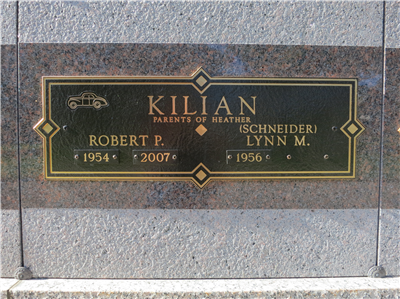 KILIAN
PARENTS OF HEATHER
ROBERT P.
1954 2007
(SCHNEIDER)
LYNN M.
1956